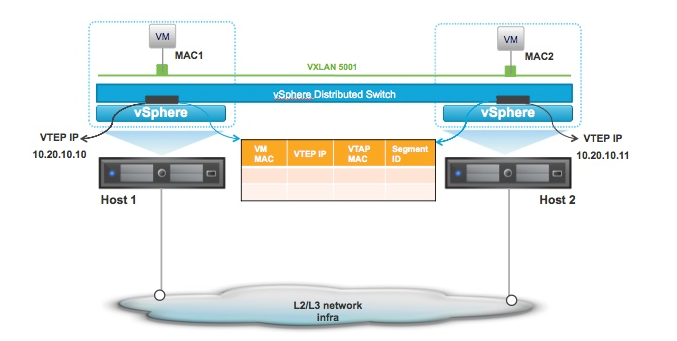 VM
VM
MAC1
MAC2
VXLAN 5001
vSphere Distributed Switch
vSphere
vSphere
VTEP IP
10.20.10.10
VTEP IP
10.20.10.11
VM MAC
VTEP IP
VTAP MAC
Segment ID
Host 1
Host 2
L2/L3 network
infra